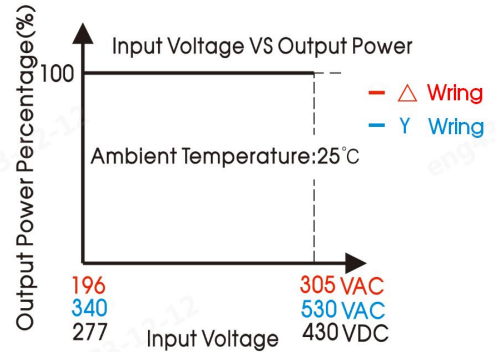 Input Voltage VS Output Power
Output Power Percentage(%)
100
— △ Wring
— Y Wring
Ambient Temperature:25℃
196 305 VAC
340 530 VAC
277 430 VDC
Input Voltage